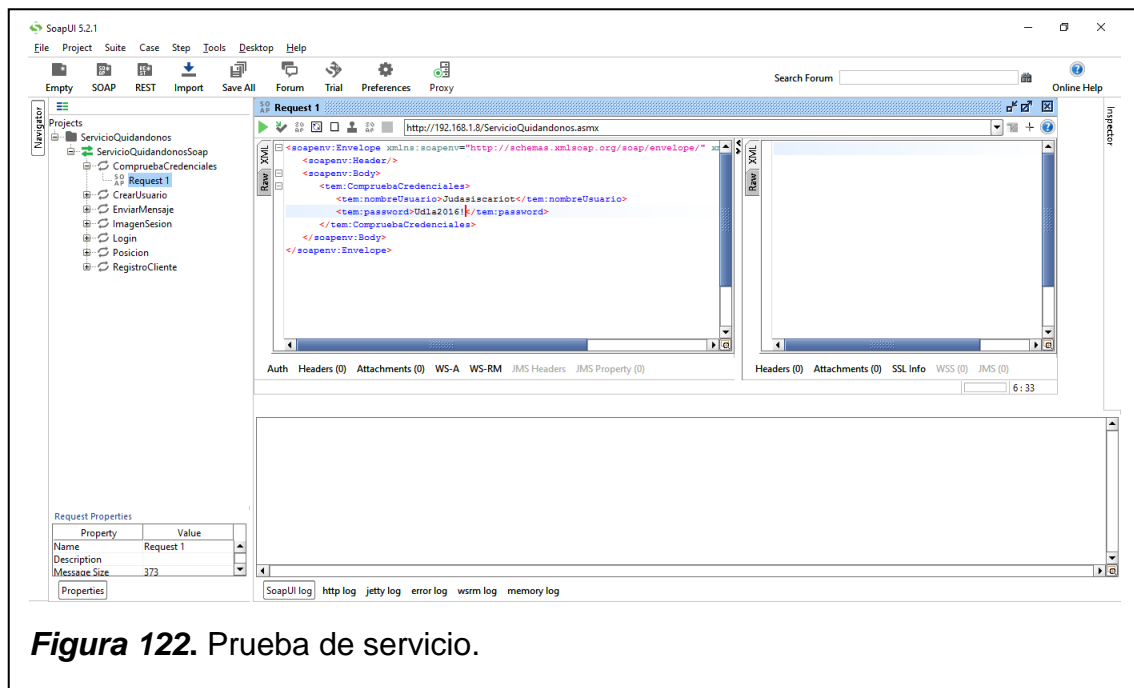 SoapUI 5.2.1
File Project Suite Case Step Tools Desktop Help
Empty SOAP REST Import Save All Forum Trial Preferences Proxy
Search Forum
Online Help
Navigator
Projects
ServicioQuidandonos
ServicioQuidandonosSoap
CompruebaCredenciales
Request 1
CrearUsuario
EnviarMensaje
ImagenSesion
Login
Posicion
RegistroCliente
Request Properties
Property Value
Name Request 1
Description
Message Size 373
Properties
Request 1
http://192.168.1.8/ServicioQuidandonos.asmx
XML
Raw
<soapenv:Envelope xmlns:soapenv="http://schemas.xmlsoap.org/soap/envelope/"
<soapenv:Header/>
<soapenv:Body>
<tem:CompruebaCredenciales>
<tem:nombreUsuario>Judasiscariot</tem:nombreUsuario>
<tem:password>Udla2016!</tem:password>
</tem:CompruebaCredenciales>
</soapenv:Body>
</soapenv:Envelope>
Auth Headers (0) Attachments (0) WS-A WS-RM JMS Headers JMS Property (0)
XML
Raw
Headers (0) Attachments (0) SSL Info WSS (0) JMS (0)
6 : 33
Inspector
SoapUI log http log jetty log error log wsrm log memory log
Figura 122. Prueba de servicio.